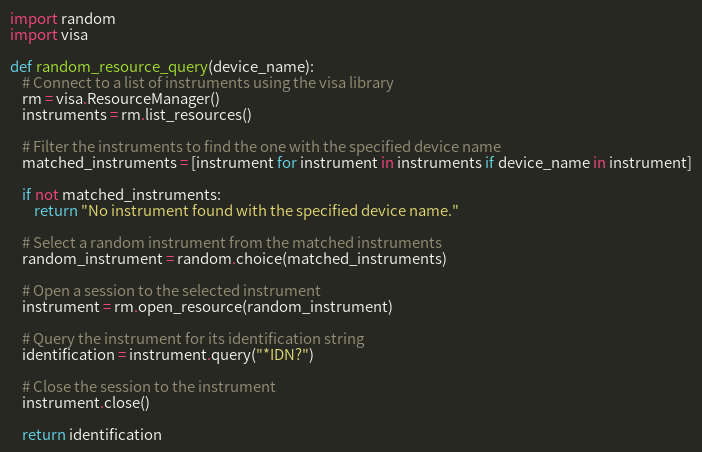 import random
import visa

def random_resource_query(device_name):
    # Connect to a list of instruments using the visa library
    rm = visa.ResourceManager()
    instruments = rm.list_resources()

    # Filter the instruments to find the one with the specified device name
    matched_instruments = [instrument for instrument in instruments if device_name in instrument]

    if not matched_instruments:
        return "No instrument found with the specified device name."

    # Select a random instrument from the matched instruments
    random_instrument = random.choice(matched_instruments)

    # Open a session to the selected instrument
    instrument = rm.open_resource(random_instrument)

    # Query the instrument for its identification string
    identification = instrument.query("*IDN?")

    # Close the session to the instrument
    instrument.close()

    return identification